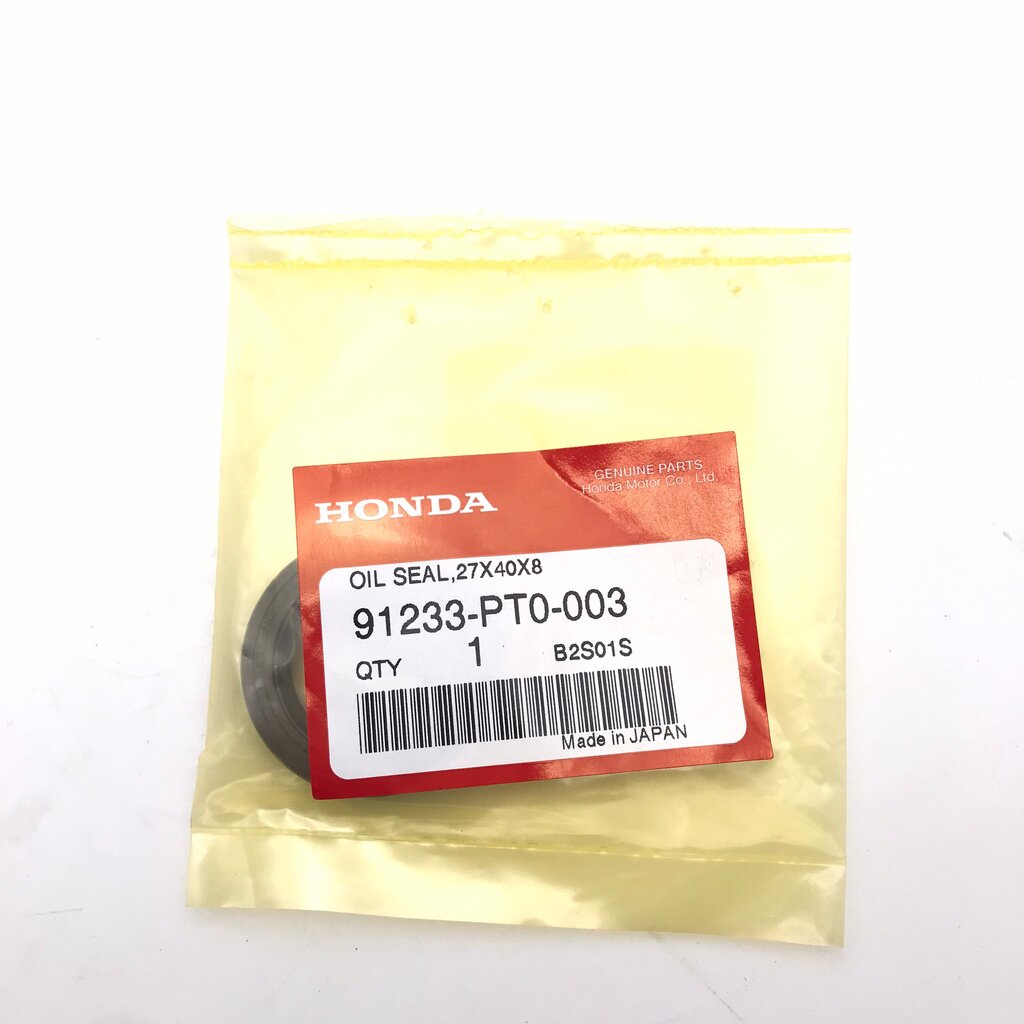 GENUINE PARTS
Honda Motor Co., Ltd.
HONDA
OIL SEAL,27X40X8
91233-PT0-003
QTY 1 B2S01S
Made in JAPAN